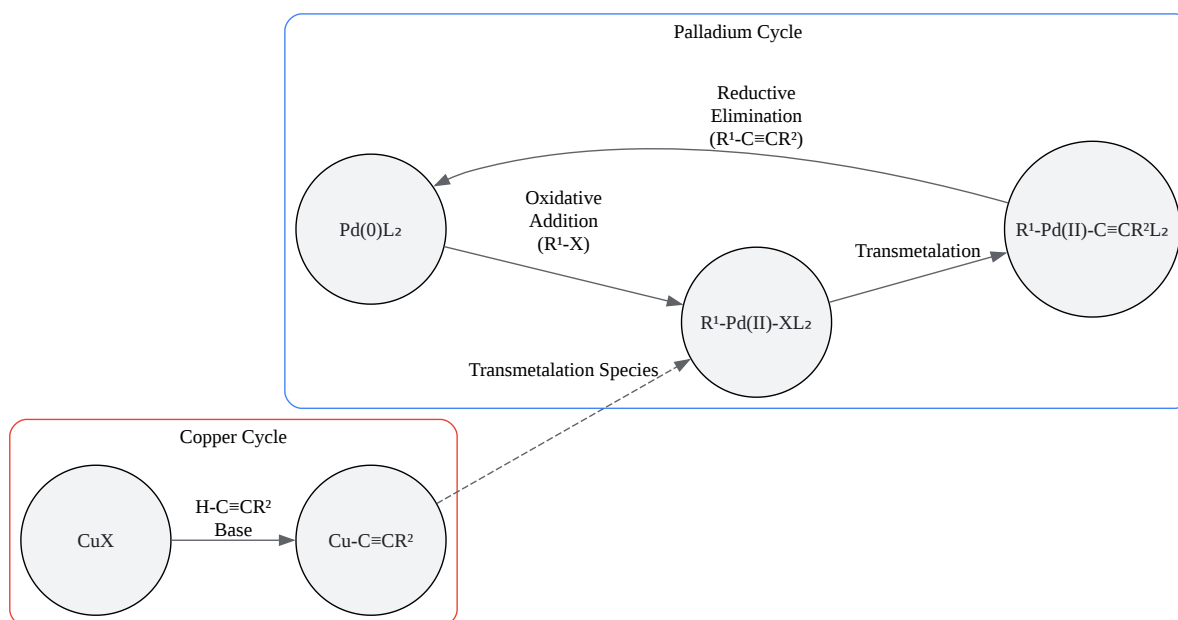 Palladium Cycle
Reductive
Elimination
(R¹-C≡CR²)
Pd(0)L₂
Oxidative
Addition
(R¹-X)
R¹-Pd(II)-C≡CR²L₂
Transmetalation
R¹-Pd(II)-XL₂
Transmetalation Species
Copper Cycle
CuX
H-C≡CR²
Base
Cu-C≡CR²